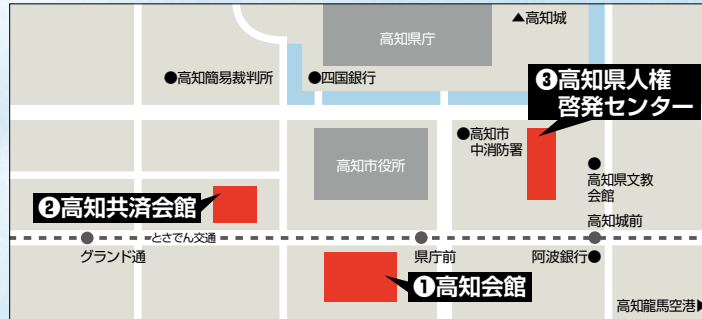 ▲高知城
高知県庁
●高知簡易裁判所
●四国銀行
❸高知県人権
啓発センター
●高知市
中消防署
高知市役所
●
高知県文教
会館
❷高知共済会館
高知城前
とさでん交通
グランド通
県庁前
阿波銀行●
❶高知会館
高知龍馬空港▶